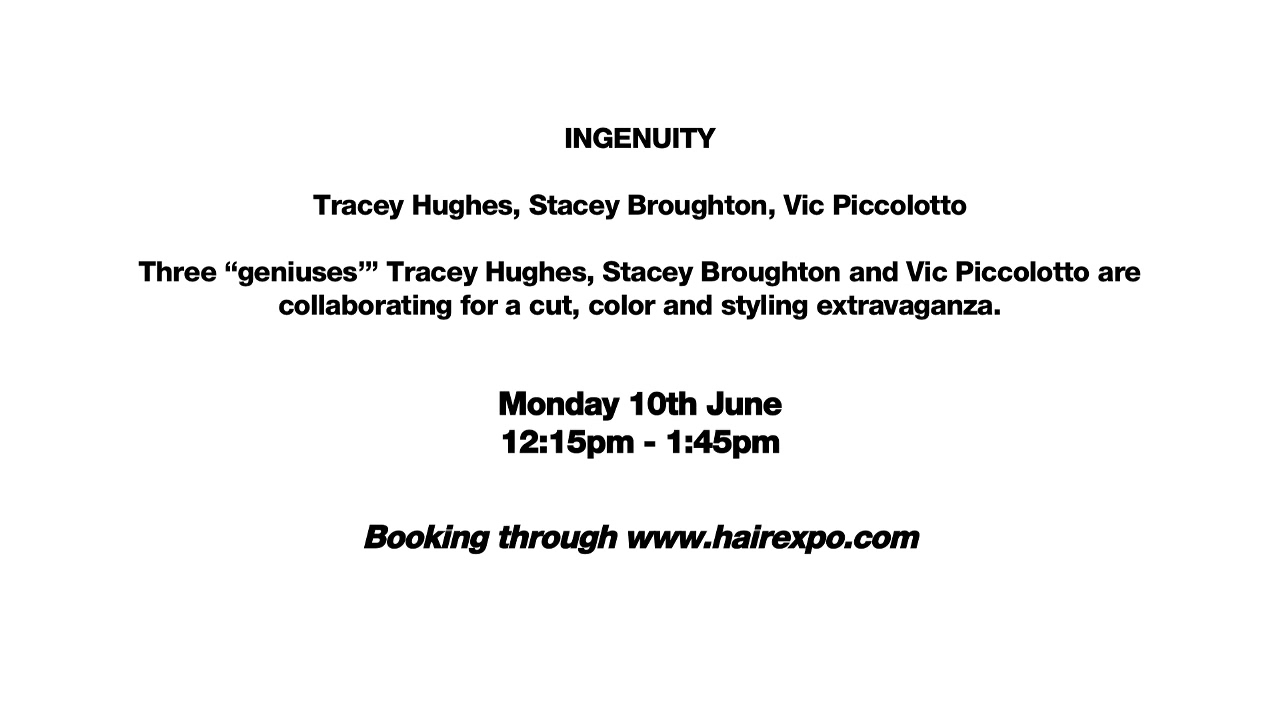 INGENUITY
Tracey Hughes, Stacey Broughton, Vic Piccolotto
Three “geniuses’” Tracey Hughes, Stacey Broughton and Vic Piccolotto are
collaborating for a cut, color and styling extravaganza.
Monday 10th June
12:15pm - 1:45pm
Booking through www.hairexpo.com